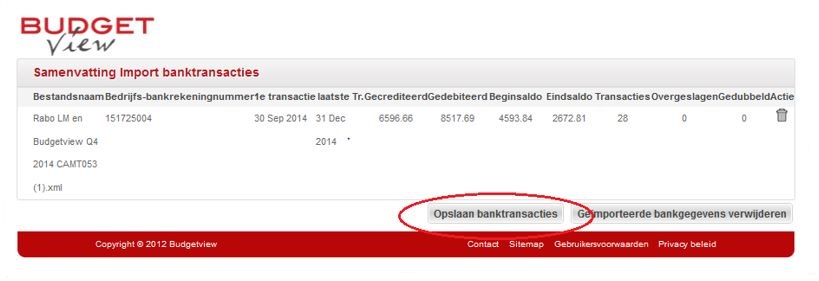 BUDGET
View
Samenvatting Import banktransacties
Bestandsnaam Bedrijfs-bankrekeningnummer 1e transactie laatste Tr. Gecrediteerd Gedebiteerd Beginsaldo Eindsaldo Transacties Overgeslagen Gedubbeld Actie
Rabo LM en 151725004 30 Sep 2014 31 Dec 6596.66 8517.69 4593.84 2672.81 28 0 0
Budgetview Q4 2014
2014 CAMT053
(1).xml
Opslaan banktransacties Geïmporteerde bankgegevens verwijderen
Copyright © 2012 Budgetview Contact Sitemap Gebruikersvoorwaarden Privacy beleid